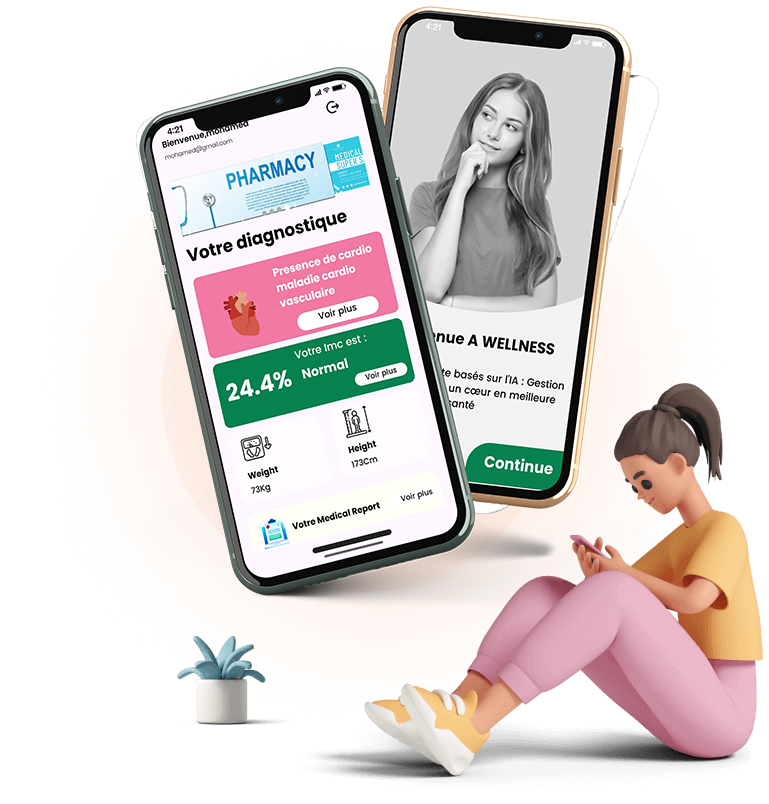 4:21
Bienvenue,mohamed
mohamed@gmail.com
PHARMACY
MEDICAL
SUPER S
Votre diagnostique
Presence de cardio
maladie cardio
vasculaire
Voir plus
Votre Imc est :
24.4% Normal
Voir plus
Weight
73Kg
Height
173Cm
Votre Medical Report
Voir plus
4:21
enue A WELLNESS
te basés sur l'IA : Gestion
un cœur en meilleure
santé
Continue